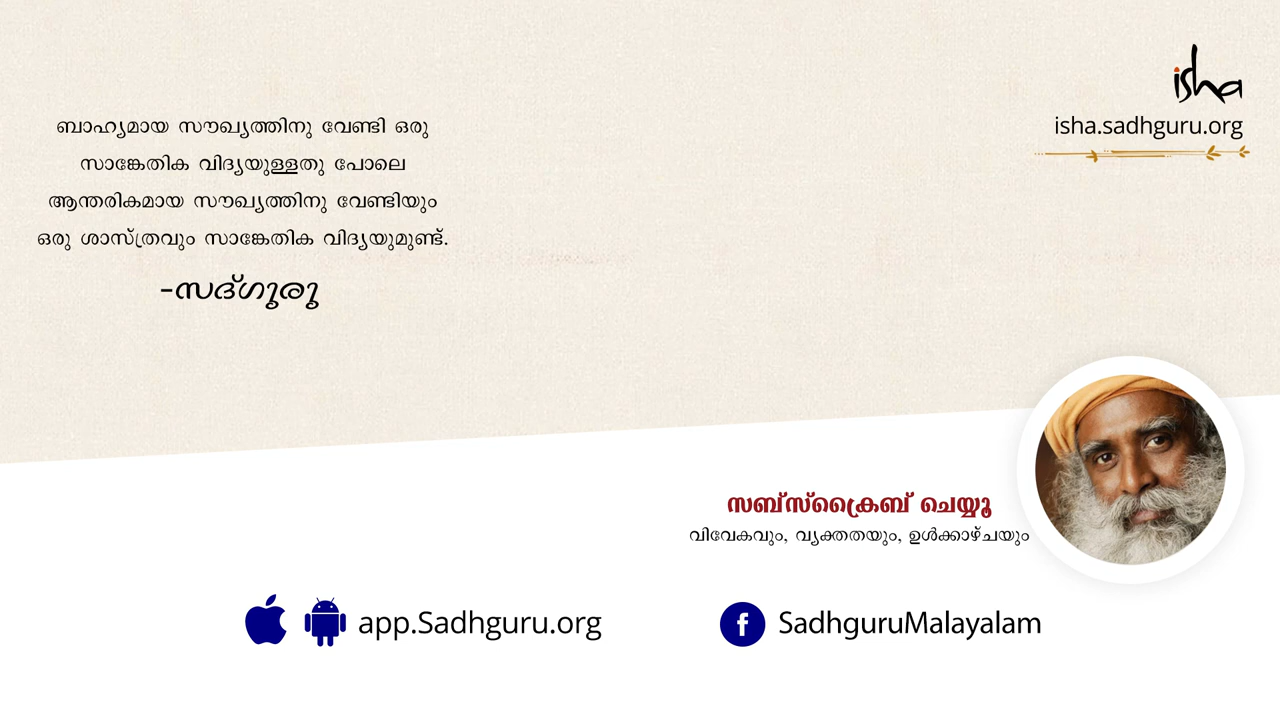 isha
isha.sadhguru.org
ബാഹ്യമായ സൗഖ്യത്തിനു വേണ്ടി ഒരു
സാങ്കേതിക വിദ്യയുള്ളതു പോലെ
ആന്തരികമായ സൗഖ്യത്തിനു വേണ്ടിയും
ഒരു ശാസ്ത്രവും സാങ്കേതിക വിദ്യയുമുണ്ട്.
-സദ്ഗുരു
സബ്സ്ക്രൈബ് ചെയ്യൂ
വിവേകവും, വ്യക്തതയും, ഉൾക്കാഴ്ചയും
app.Sadhguru.org
SadhguruMalayalam